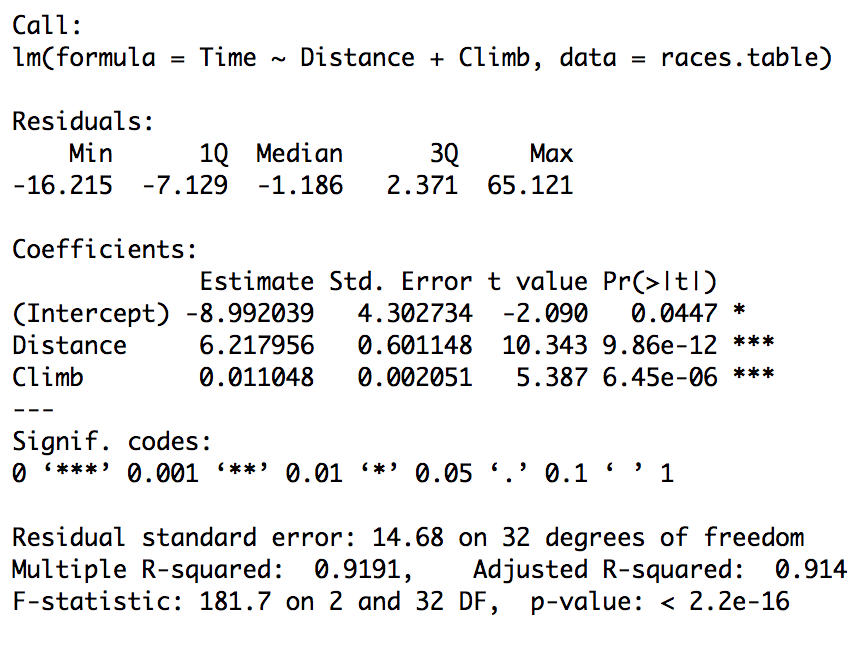 Call:
lm(formula = Time ~ Distance + Climb, data = races.table)
Residuals:
    Min      1Q  Median      3Q     Max
-16.215  -7.129  -1.186   2.371  65.121
Coefficients:
             Estimate Std. Error t value Pr(>|t|)
(Intercept) -8.992039   4.302734  -2.090   0.0447 *
Distance     6.217956   0.601148  10.343 9.86e-12 ***
Climb        0.011048   0.002051   5.387 6.45e-06 ***
---
Signif. codes:
0 ‘***’ 0.001 ‘**’ 0.01 ‘*’ 0.05 ‘.’ 0.1 ‘ ’ 1
Residual standard error: 14.68 on 32 degrees of freedom
Multiple R-squared:  0.9191,    Adjusted R-squared:  0.914
F-statistic: 181.7 on 2 and 32 DF,  p-value: < 2.2e-16